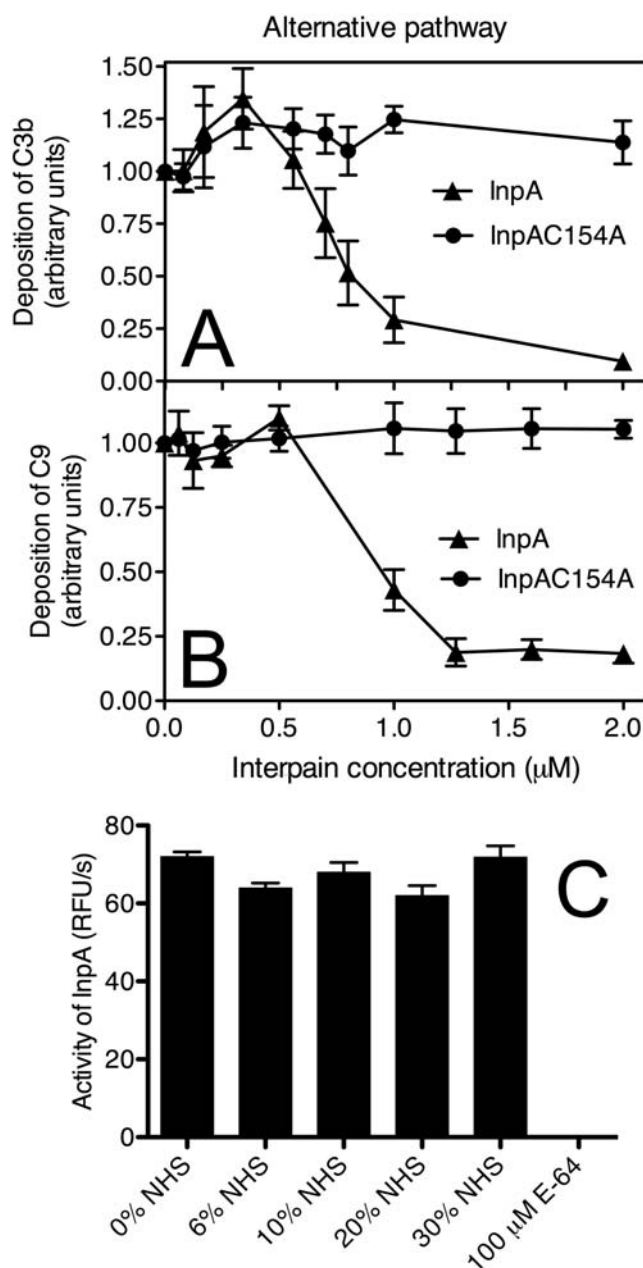 Alternative pathway
Deposition of C3b
(arbitrary units)
1.50
1.25
1.00
0.75
0.50
0.25
0.00
InpA
InpAC154A
A
Deposition of C9
(arbitrary units)
1.00
0.75
0.50
0.25
0.00
InpA
InpAC154A
B
0.0
0.5
1.0
1.5
2.0
Interpain concentration (μM)
Activity of InpA (RFU/s)
80
60
40
20
0
C
0% NHS
6% NHS
10% NHS
20% NHS
30% NHS
100 μM E-64